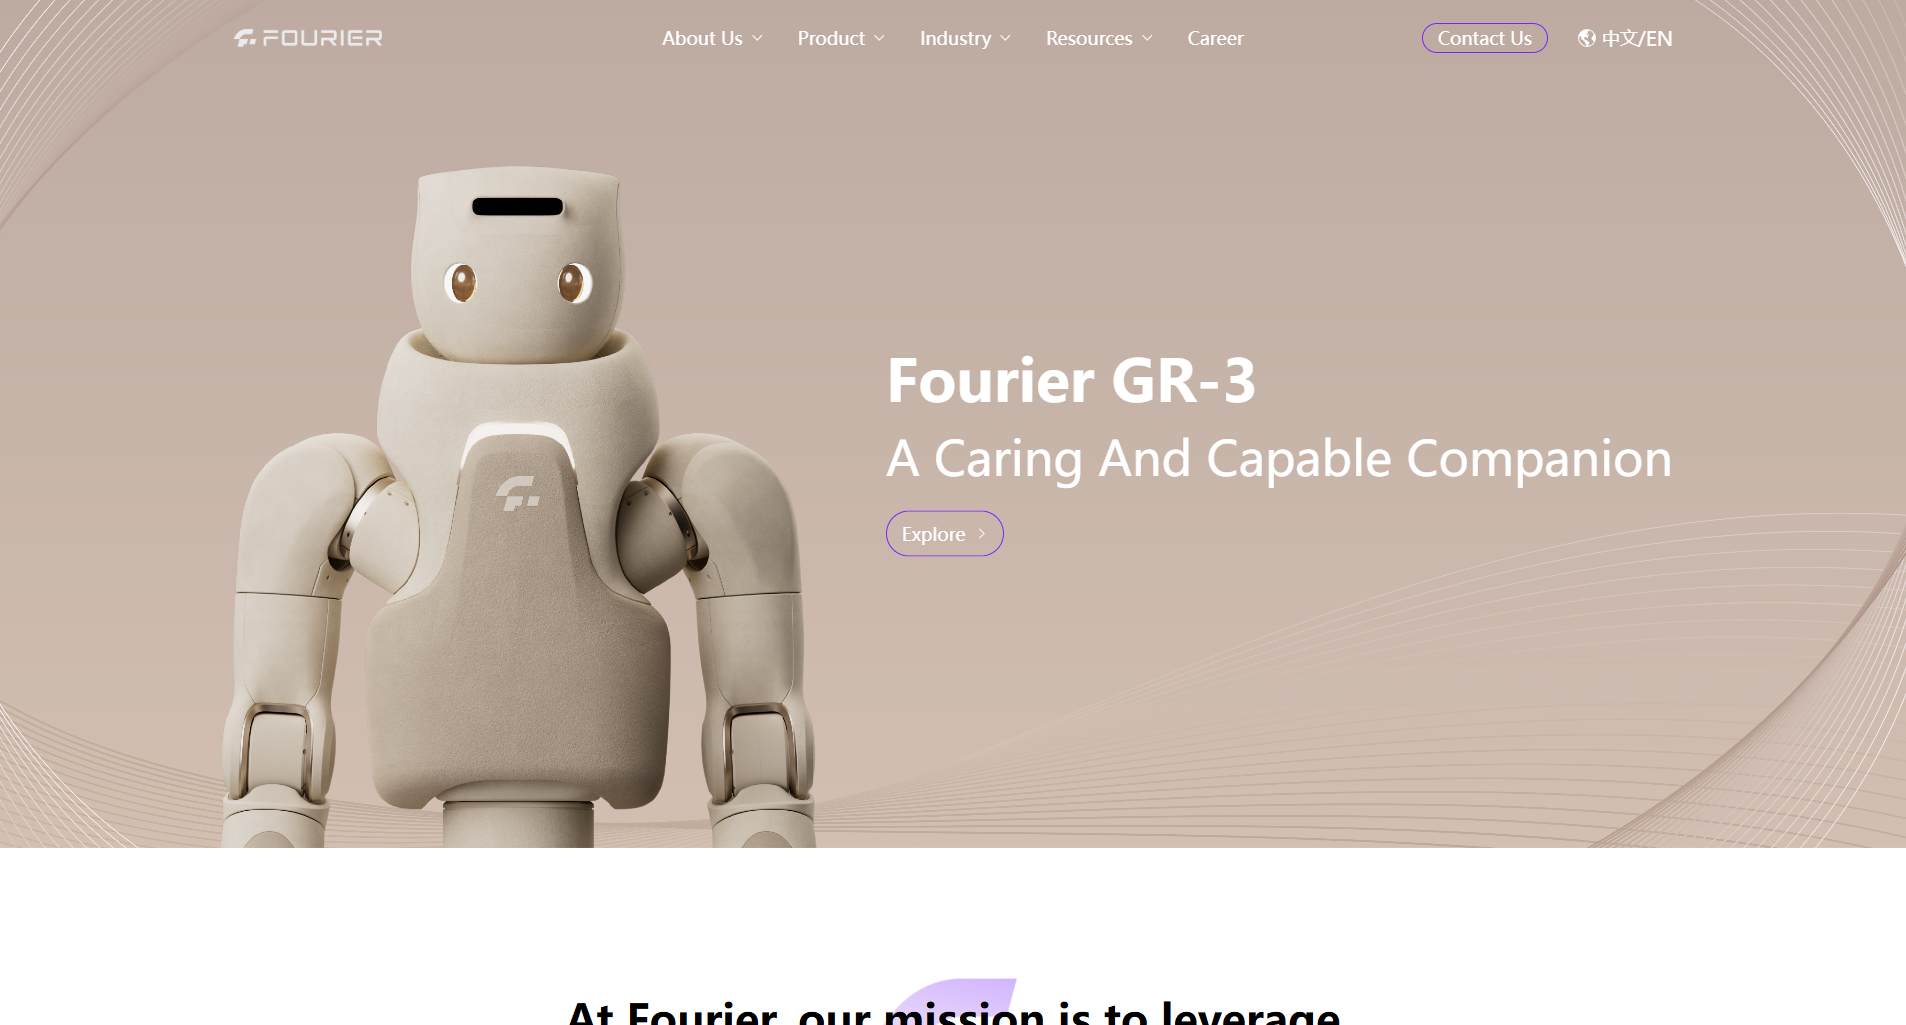 FOURIER
About Us
Product
Industry
Resources
Career
Contact Us
中文/EN
Fourier GR-3
A Caring And Capable Companion
Explore
At Fourier, our mission is to leverage